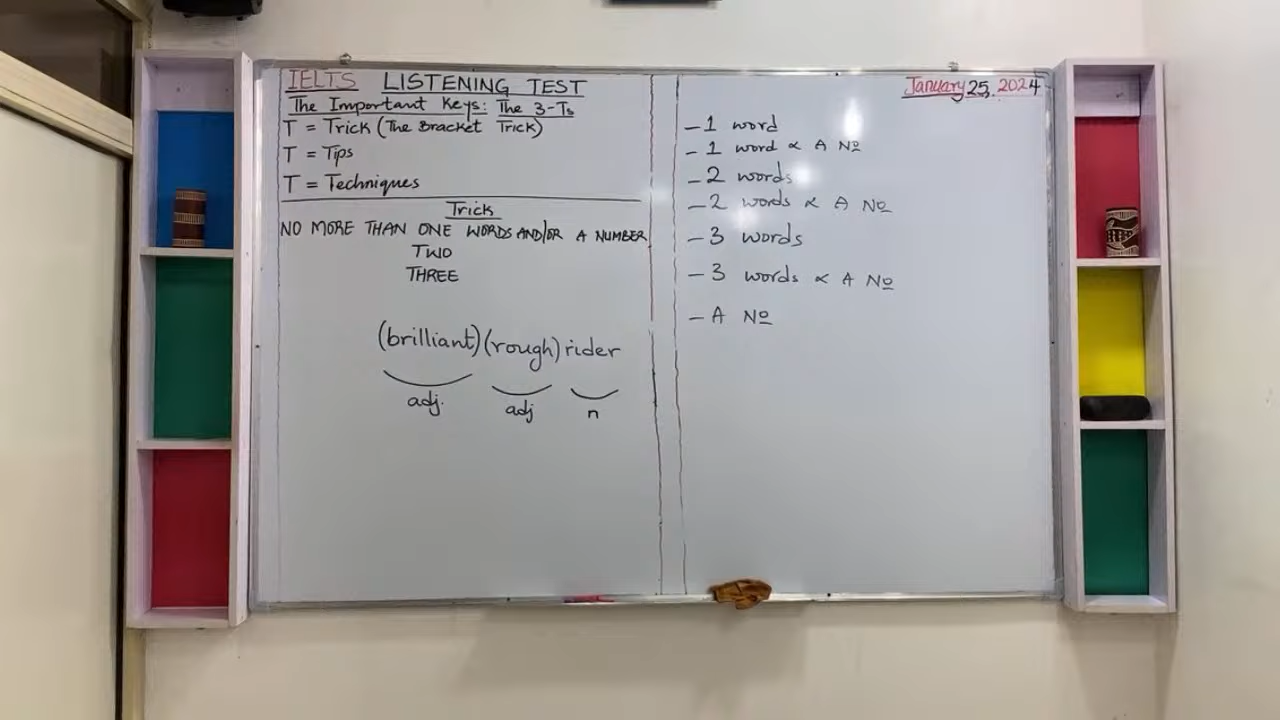 IELTS LISTENING TEST
The Important Keys: The 3-Ts
T = Trick (The Bracket Trick)
T = Tips
T = Techniques
Trick
NO MORE THAN ONE WORDS AND/OR A NUMBER
TWO
THREE
(brilliant) (rough) rider
adj. adj n
January 25, 2024
- 1 word
- 1 word & A Nº
- 2 words
- 2 words & A Nº
- 3 words
- 3 words & A Nº
- A Nº